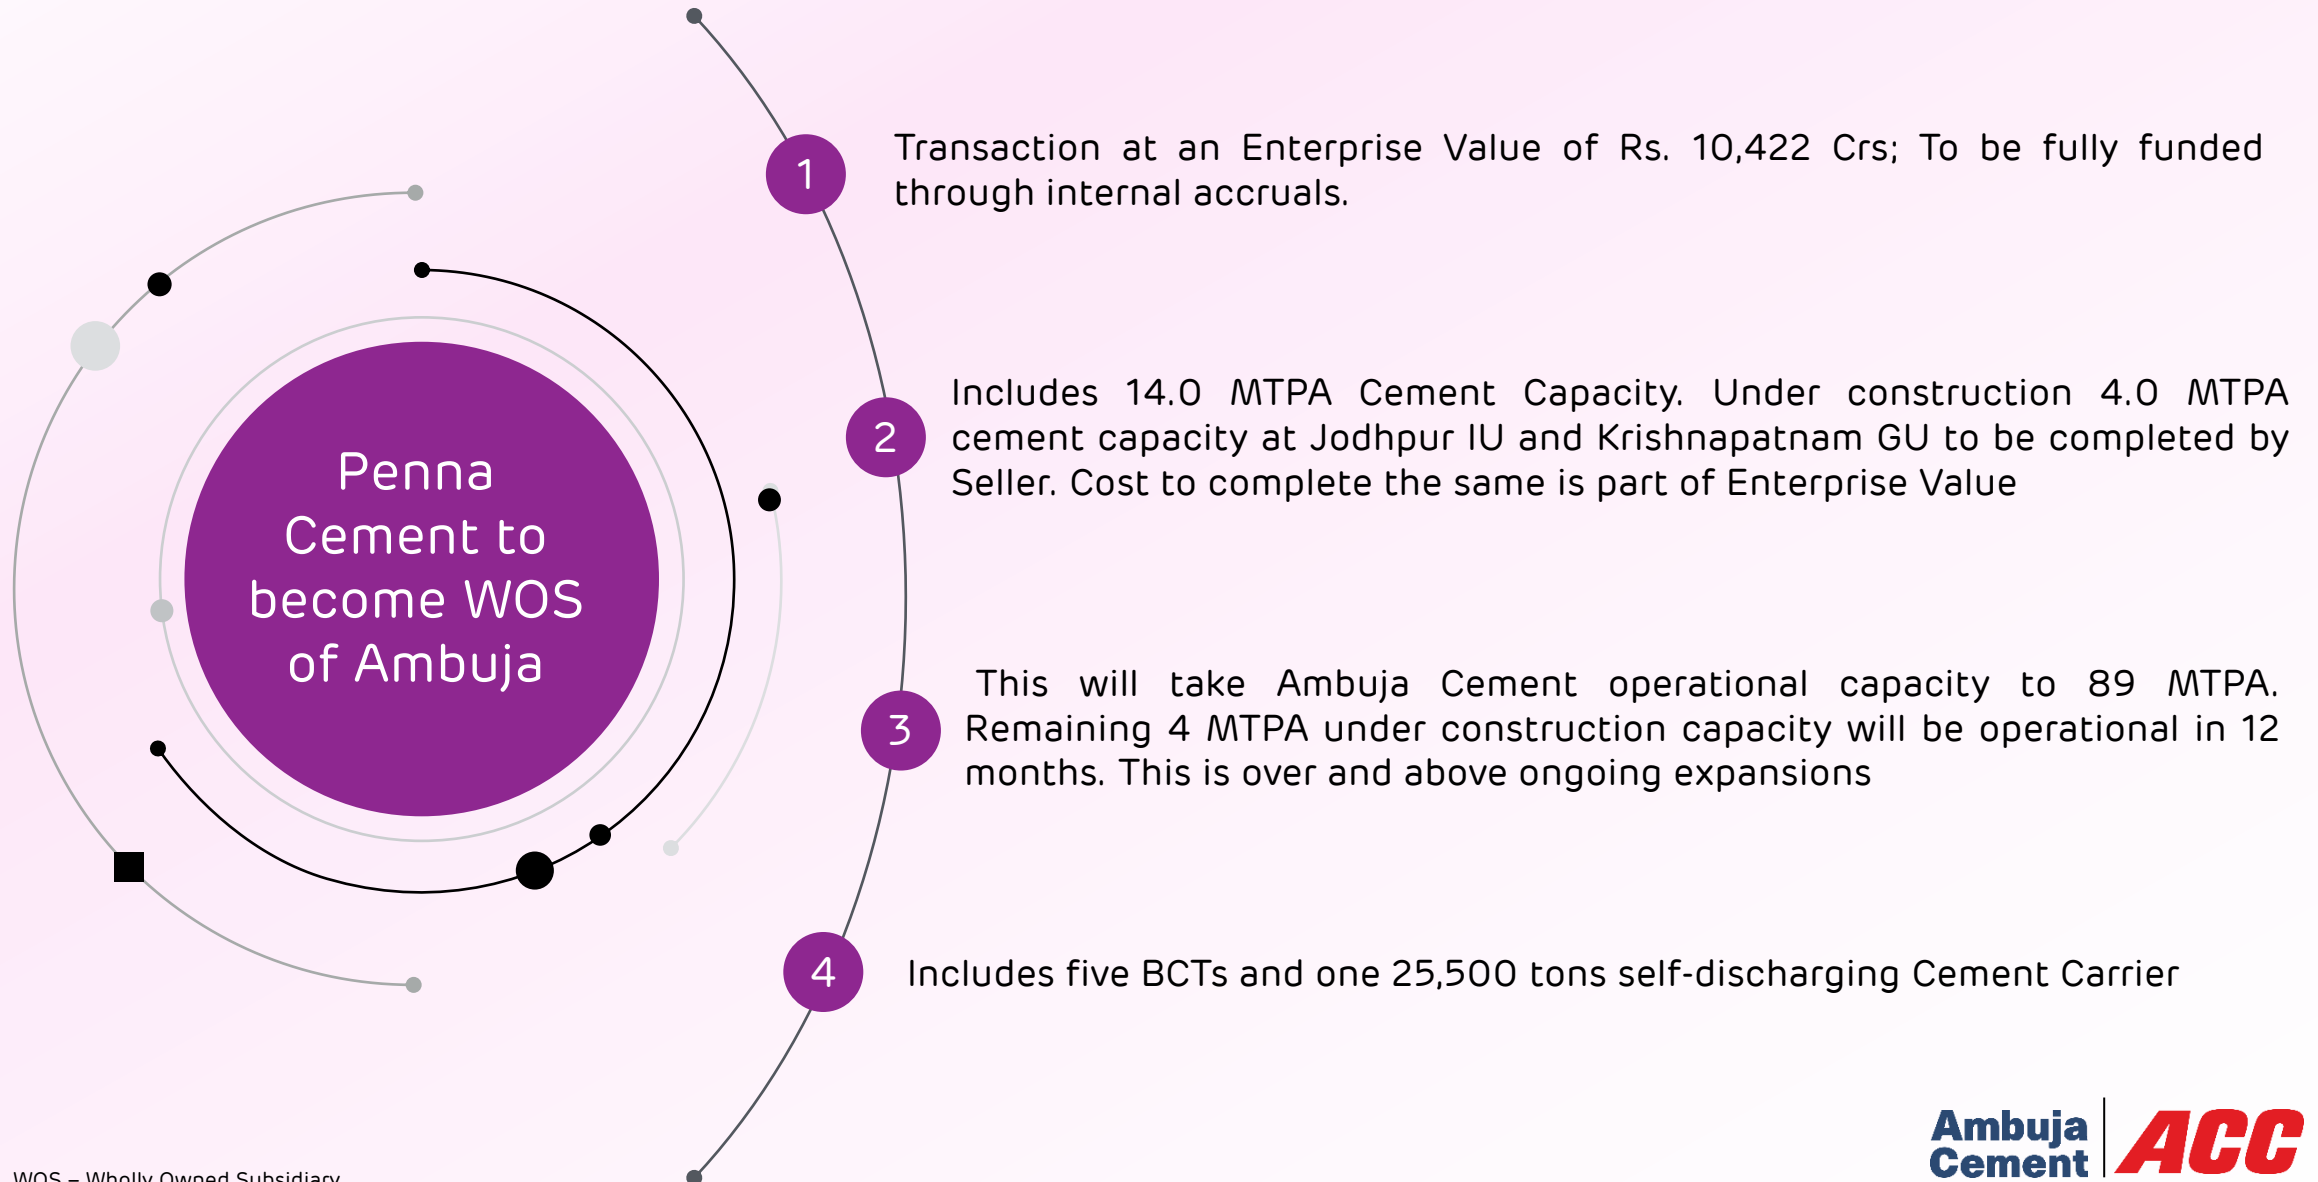 Penna
Cement to
become WOS
of Ambuja
1
Transaction at an Enterprise Value of Rs. 10,422 Crs; To be fully funded
through internal accruals.
2
Includes 14.0 MTPA Cement Capacity. Under construction 4.0 MTPA
cement capacity at Jodhpur IU and Krishnapatnam GU to be completed by
Seller. Cost to complete the same is part of Enterprise Value
3
This will take Ambuja Cement operational capacity to 89 MTPA.
Remaining 4 MTPA under construction capacity will be operational in 12
months. This is over and above ongoing expansions
4
Includes five BCTs and one 25,500 tons self-discharging Cement Carrier
Ambuja
Cement
ACC
WOS – Wholly Owned Subsidiary